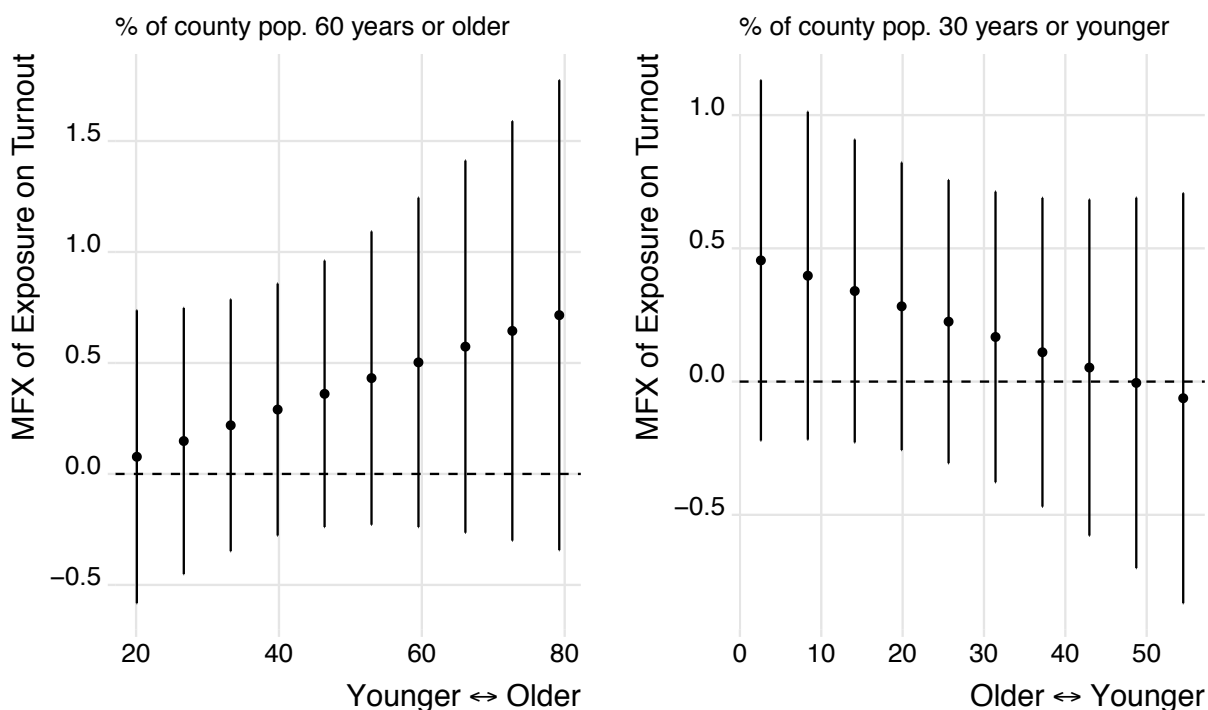 % of county pop. 60 years or older
MFX of Exposure on Turnout
1.5
1.0
0.5
0.0
−0.5
20 40 60 80
Younger ⇔ Older
% of county pop. 30 years or younger
MFX of Exposure on Turnout
1.0
0.5
0.0
−0.5
0 10 20 30 40 50
Older ⇔ Younger